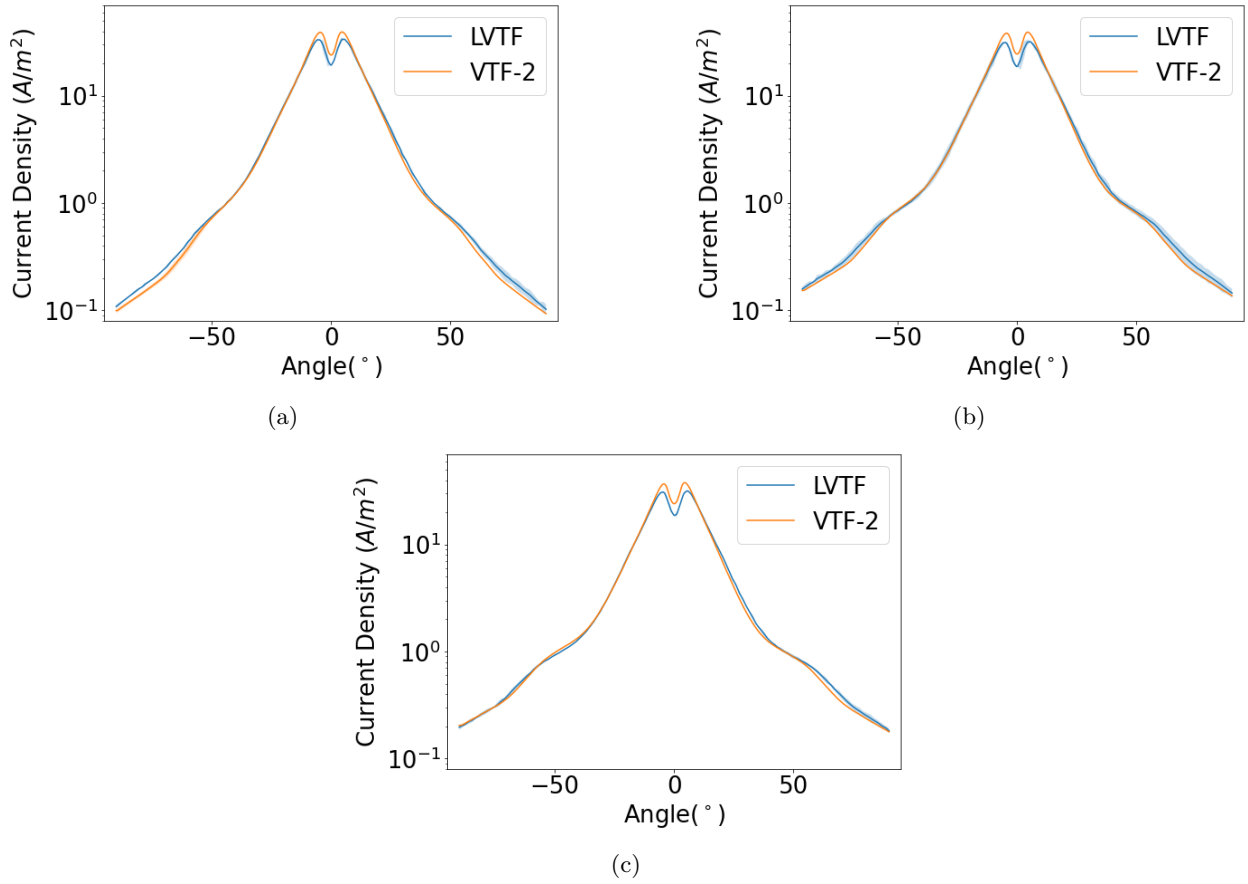 LVTF
VTF-2
Current Density (A/m²)
10¹
10⁰
10⁻¹
−50
0
50
Angle(°)
(a)
LVTF
VTF-2
Current Density (A/m²)
10¹
10⁰
10⁻¹
−50
0
50
Angle(°)
(b)
LVTF
VTF-2
Current Density (A/m²)
10¹
10⁰
10⁻¹
−50
0
50
Angle(°)
(c)